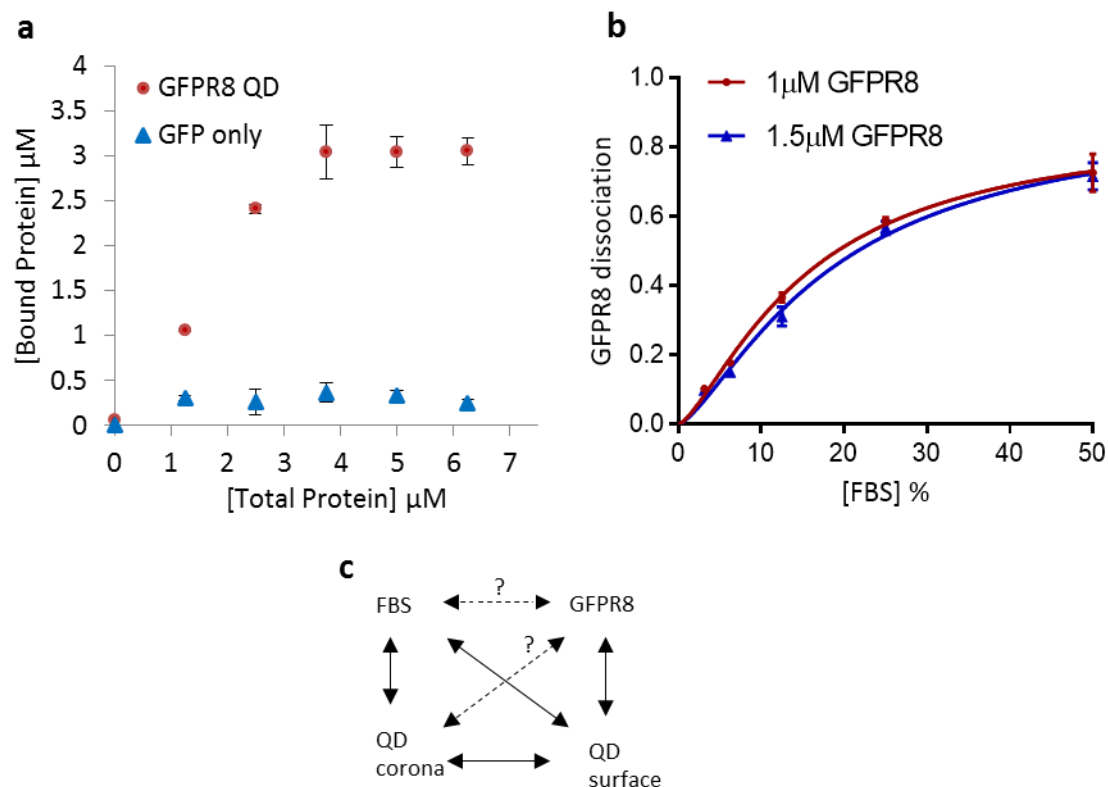 a
4
3.5
3
2.5
2
1.5
1
0.5
0
GFPR8 QD
GFP only
[Bound Protein] µM
0 1 2 3 4 5 6 7
[Total Protein] µM
b
1.0
0.8
0.6
0.4
0.2
0.0
1µM GFPR8
1.5µM GFPR8
GFPR8 dissociation
0 10 20 30 40 50
[FBS] %
c
?
FBS GFPR8
?
QD
corona
QD
surface